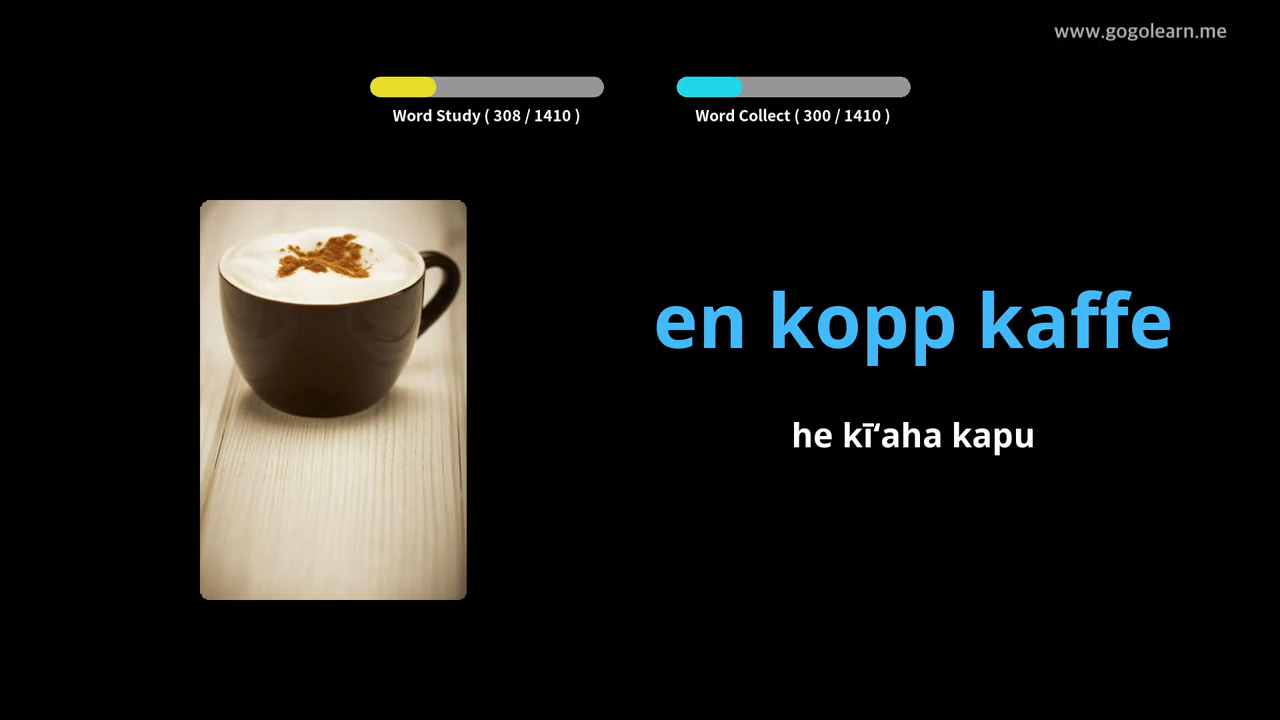 www.gogolearn.me
Word Study ( 308 / 1410 )
Word Collect ( 300 / 1410 )
en kopp kaffe
he kīʻaha kapu